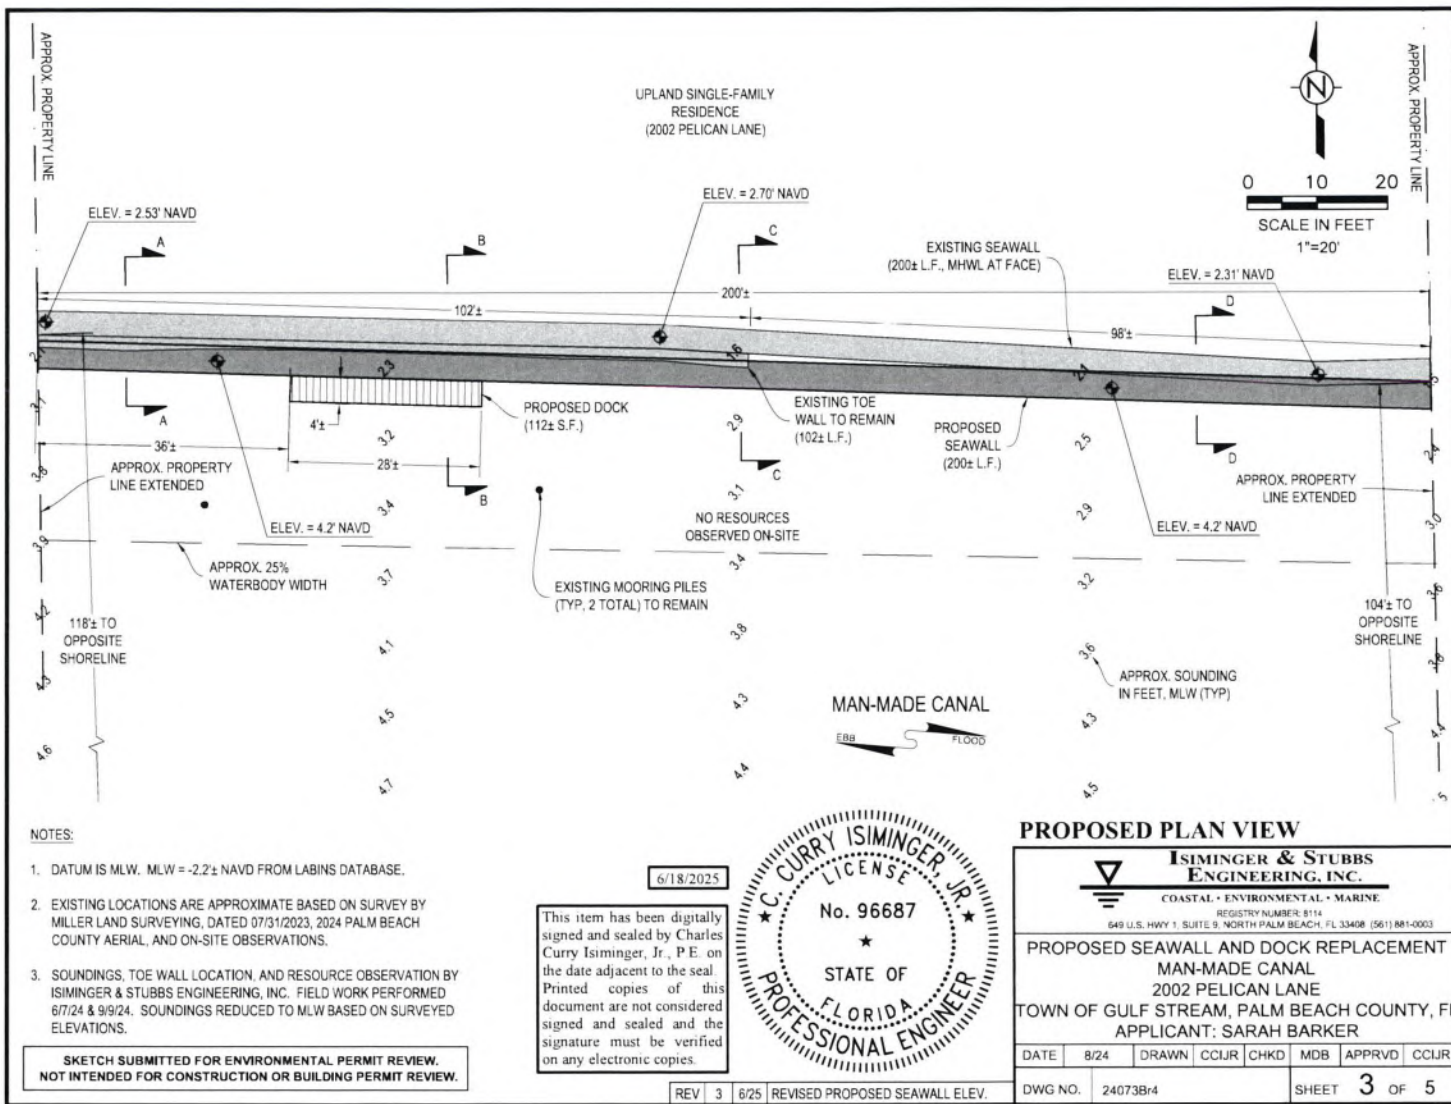 APPROX. PROPERTY LINE
UPLAND SINGLE-FAMILY
RESIDENCE
(2002 PELICAN LANE)
N
APPROX. PROPERTY LINE
0 10 20
SCALE IN FEET
1"=20'
ELEV. = 2.53' NAVD
ELEV. = 2.70' NAVD
A
B
C
EXISTING SEAWALL
(200± L.F., MHWL AT FACE)
ELEV. = 2.31' NAVD
D
200'±
102'±
98'±
2.3
1.6
2.1
A
4'±
PROPOSED DOCK
(112± S.F.)
EXISTING TOE
WALL TO REMAIN
(102± L.F.)
PROPOSED
SEAWALL
(200± L.F.)
D
3.2
2.9
2.5
2.4
36'±
28'±
B
C
3.8
APPROX. PROPERTY
LINE EXTENDED
APPROX. PROPERTY
LINE EXTENDED
3.4
3.1
2.9
3.0
ELEV. = 4.2' NAVD
NO RESOURCES
OBSERVED ON-SITE
ELEV. = 4.2' NAVD
3.9
3.4
APPROX. 25%
WATERBODY WIDTH
3.7
EXISTING MOORING PILES
(TYP, 2 TOTAL) TO REMAIN
3.2
3.6
4.2
118'± TO
OPPOSITE
SHORELINE
104'± TO
OPPOSITE
SHORELINE
4.1
3.8
3.6
3.8
4.3
APPROX. SOUNDING
IN FEET, MLW (TYP)
4.5
4.3
4.3
4.4
MAN-MADE CANAL
EBB
FLOOD
4.6
4.7
4.4
4.5
NOTES:
1. DATUM IS MLW. MLW = -2.2'± NAVD FROM LABINS DATABASE.
2. EXISTING LOCATIONS ARE APPROXIMATE BASED ON SURVEY BY
MILLER LAND SURVEYING, DATED 07/31/2023, 2024 PALM BEACH
COUNTY AERIAL, AND ON-SITE OBSERVATIONS.
3. SOUNDINGS, TOE WALL LOCATION, AND RESOURCE OBSERVATION BY
ISIMINGER & STUBBS ENGINEERING, INC. FIELD WORK PERFORMED
6/7/24 & 9/9/24. SOUNDINGS REDUCED TO MLW BASED ON SURVEYED
ELEVATIONS.
SKETCH SUBMITTED FOR ENVIRONMENTAL PERMIT REVIEW.
NOT INTENDED FOR CONSTRUCTION OR BUILDING PERMIT REVIEW.
6/18/2025
This item has been digitally
signed and sealed by Charles
Curry Isiminger, Jr., P.E. on
the date adjacent to the seal.
Printed copies of this
document are not considered
signed and sealed and the
signature must be verified
on any electronic copies.
C. CURRY ISIMINGER, JR.
LICENSE
No. 96687
STATE OF
FLORIDA
PROFESSIONAL ENGINEER
REV 3 6/25 REVISED PROPOSED SEAWALL ELEV.
PROPOSED PLAN VIEW
ISIMINGER & STUBBS
ENGINEERING, INC.
COASTAL • ENVIRONMENTAL • MARINE
REGISTRY NUMBER: 8114
649 U.S. HWY 1, SUITE 9, NORTH PALM BEACH, FL 33408 (561) 881-0003
PROPOSED SEAWALL AND DOCK REPLACEMENT
MAN-MADE CANAL
2002 PELICAN LANE
TOWN OF GULF STREAM, PALM BEACH COUNTY,
APPLICANT: SARAH BARKER
DATE 8/24 DRAWN CCIJR CHKD MDB APPRVD CCIJR
DWG NO. 24073Br4 SHEET 3 OF 5